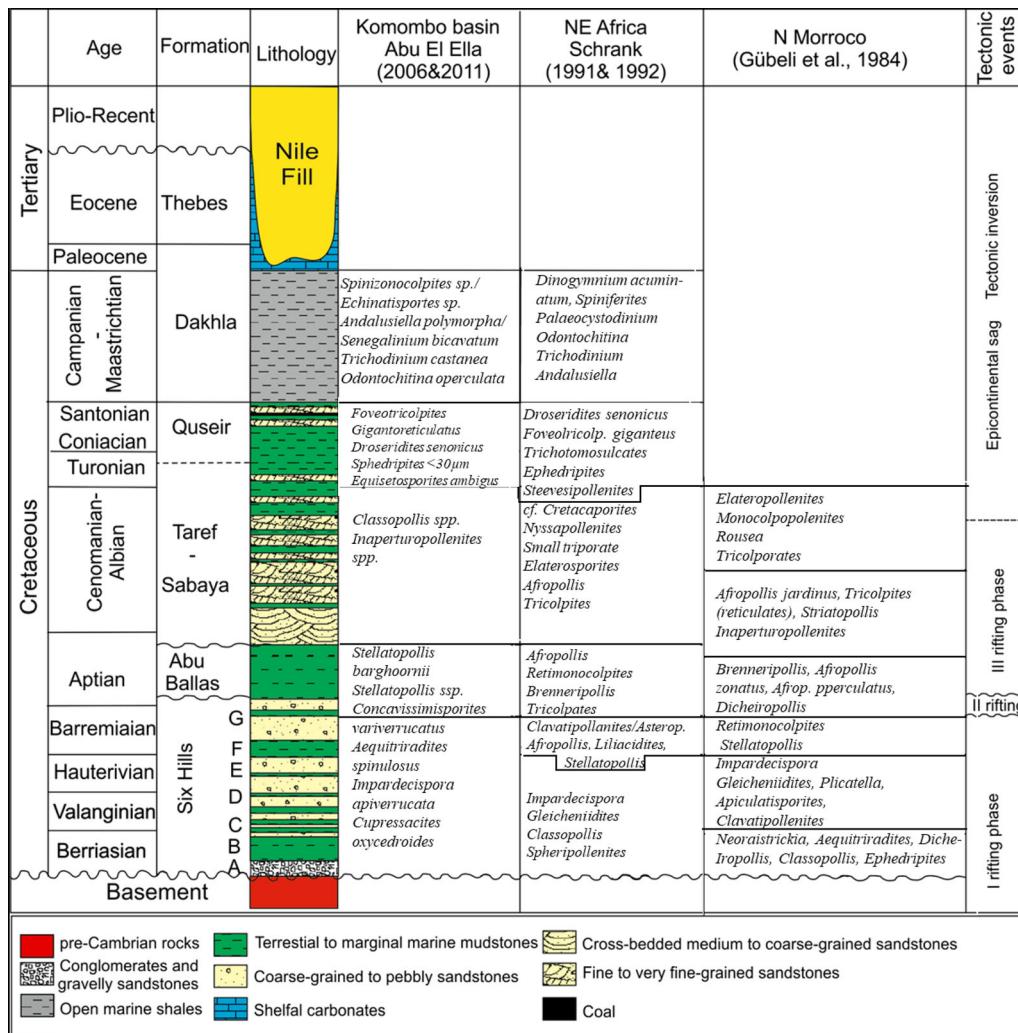 Age
Formation
Lithology
Komombo basin
Abu El Ella
(2006&2011)
NE Africa
Schrank
(1991& 1992)
N Morroco
(Gübeli et al., 1984)
Tectonic
events
Tertiary
Cretaceous
Plio-Recent
Eocene
Paleocene
Campanian
-
Maastrichtian
Santonian
Coniacian
Turonian
Cenomanian-
Albian
Aptian
Barremiaian
Hauterivian
Valanginian
Berriasian
Basement
Thebes
Dakhla
Quseir
Taref
-
Sabaya
Abu
Ballas
Six Hills
G
F
E
D
C
B
A
Nile
Fill
Spinizonocolpites sp./
Echinatisportes sp.
Andalusiella polymorpha/
Senegalinium bicavatum
Trichodinium castanea
Odontochitina operculata
Foveotricolpites
Gigantoreticulatus
Droseridites senonicus
Sphedripites <30µm
Equisetosporites ambigus
Classopollis spp.
Inaperturopollenites
spp.
Stellatopollis
barghoornii
Stellatopollis ssp.
Concavissimisporites
variverrucatus
Aequitriradites
spinulosus
Impardecispora
apiverrucata
Cupressacites
oxycedroides
Dinogymnium acumin-
atum, Spiniferites
Palaeocystodinium
Odontochitina
Trichodinium
Andalusiella
Droseridites senonicus
Foveolricolp. giganteus
Trichotomosulcates
Ephedripites
Steevesipollenites
cf. Cretacaporites
Nyssapollenites
Small triporate
Elaterosporites
Afropollis
Tricolpites
Afropollis
Retimonocolpites
Brenneripollis
Tricolpates
Clavatipollanites/Asterop.
Afropollis, Liliacidites,
Stellatopollis
Impardecispora
Gleicheniidites
Classopollis
Spheripollenites
Elateropollenites
Monocolpopolenites
Rousea
Tricolporates
Afropollis jardinus, Tricolpites
(reticulates), Striatopollis
Inaperturopollenites
Brenneripollis, Afropollis
zonatus, Afrop. pperculatus,
Dicheiropollis
Retimonocolpites
Stellatopollis
Impardecispora
Gleicheniidites, Plicatella,
Apiculatisporites,
Clavatipollenites
Neoraistrickia, Aequitriradites, Diche-
Iropollis, Classopollis, Ephedripites
Epicontinental sag
Tectonic inversion
III rifting phase
II rifting
I rifting phase
pre-Cambrian rocks
Conglomerates and
gravelly sandstones
Open marine shales
Terrestial to marginal marine mudstones
Coarse-grained to pebbly sandstones
Shelfal carbonates
Cross-bedded medium to coarse-grained sandstones
Fine to very fine-grained sandstones
Coal